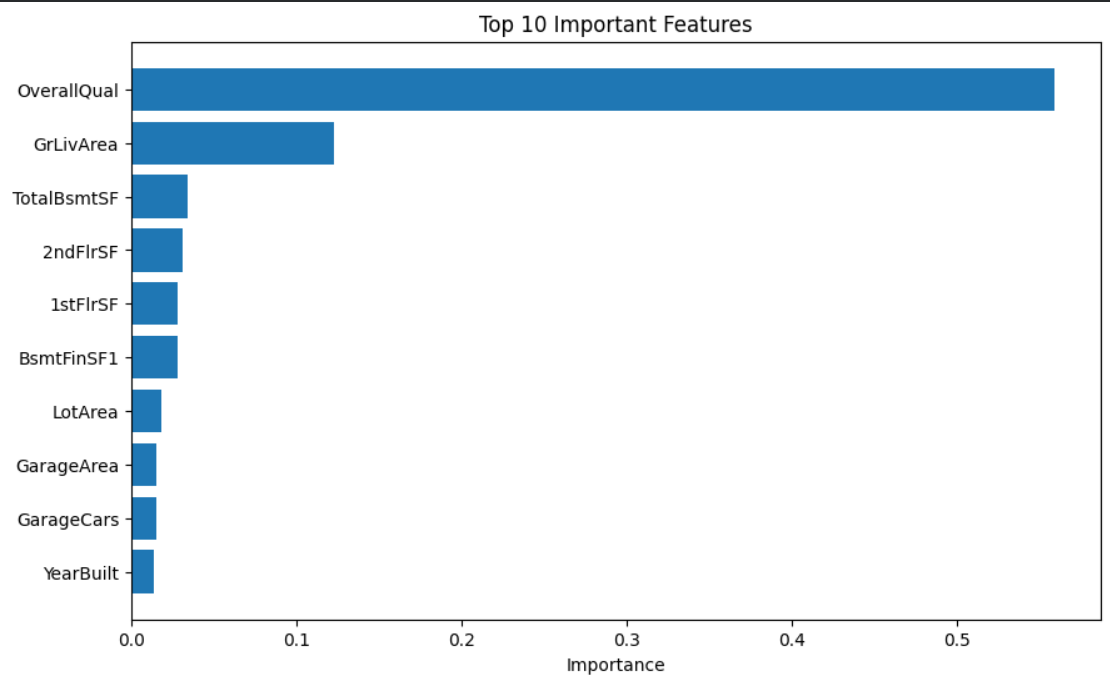 Top 10 Important Features
OverallQual
GrLivArea
TotalBsmtSF
2ndFlrSF
1stFlrSF
BsmtFinSF1
LotArea
GarageArea
GarageCars
YearBuilt
0.0 0.1 0.2 0.3 0.4 0.5
Importance